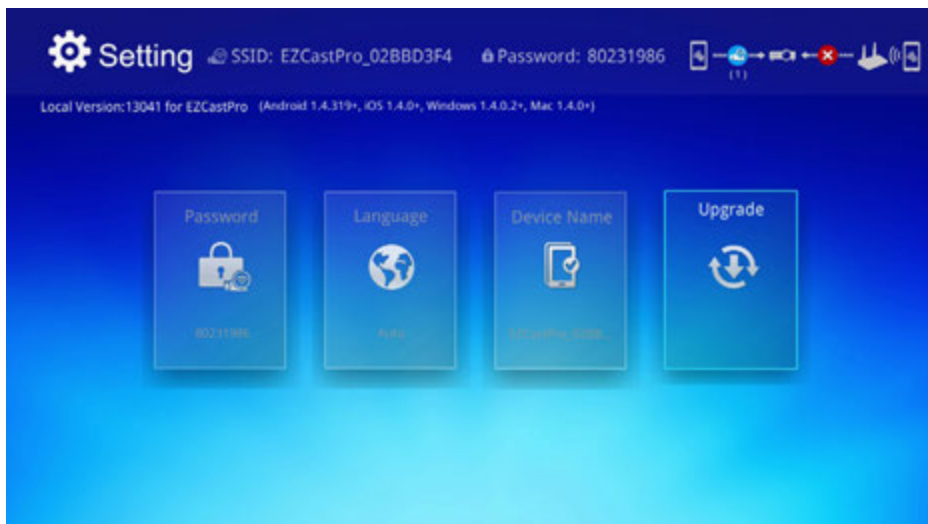 Setting SSID: EZCastPro_02BBD3F4 Password: 80231986
(1)
Local Version:13041 for EZCastPro (Android 1.4.319+, iOS 1.4.0+, Windows 1.4.0.2+, Mac 1.4.0+)
Password Language Device Name Upgrade
80231986 Auto